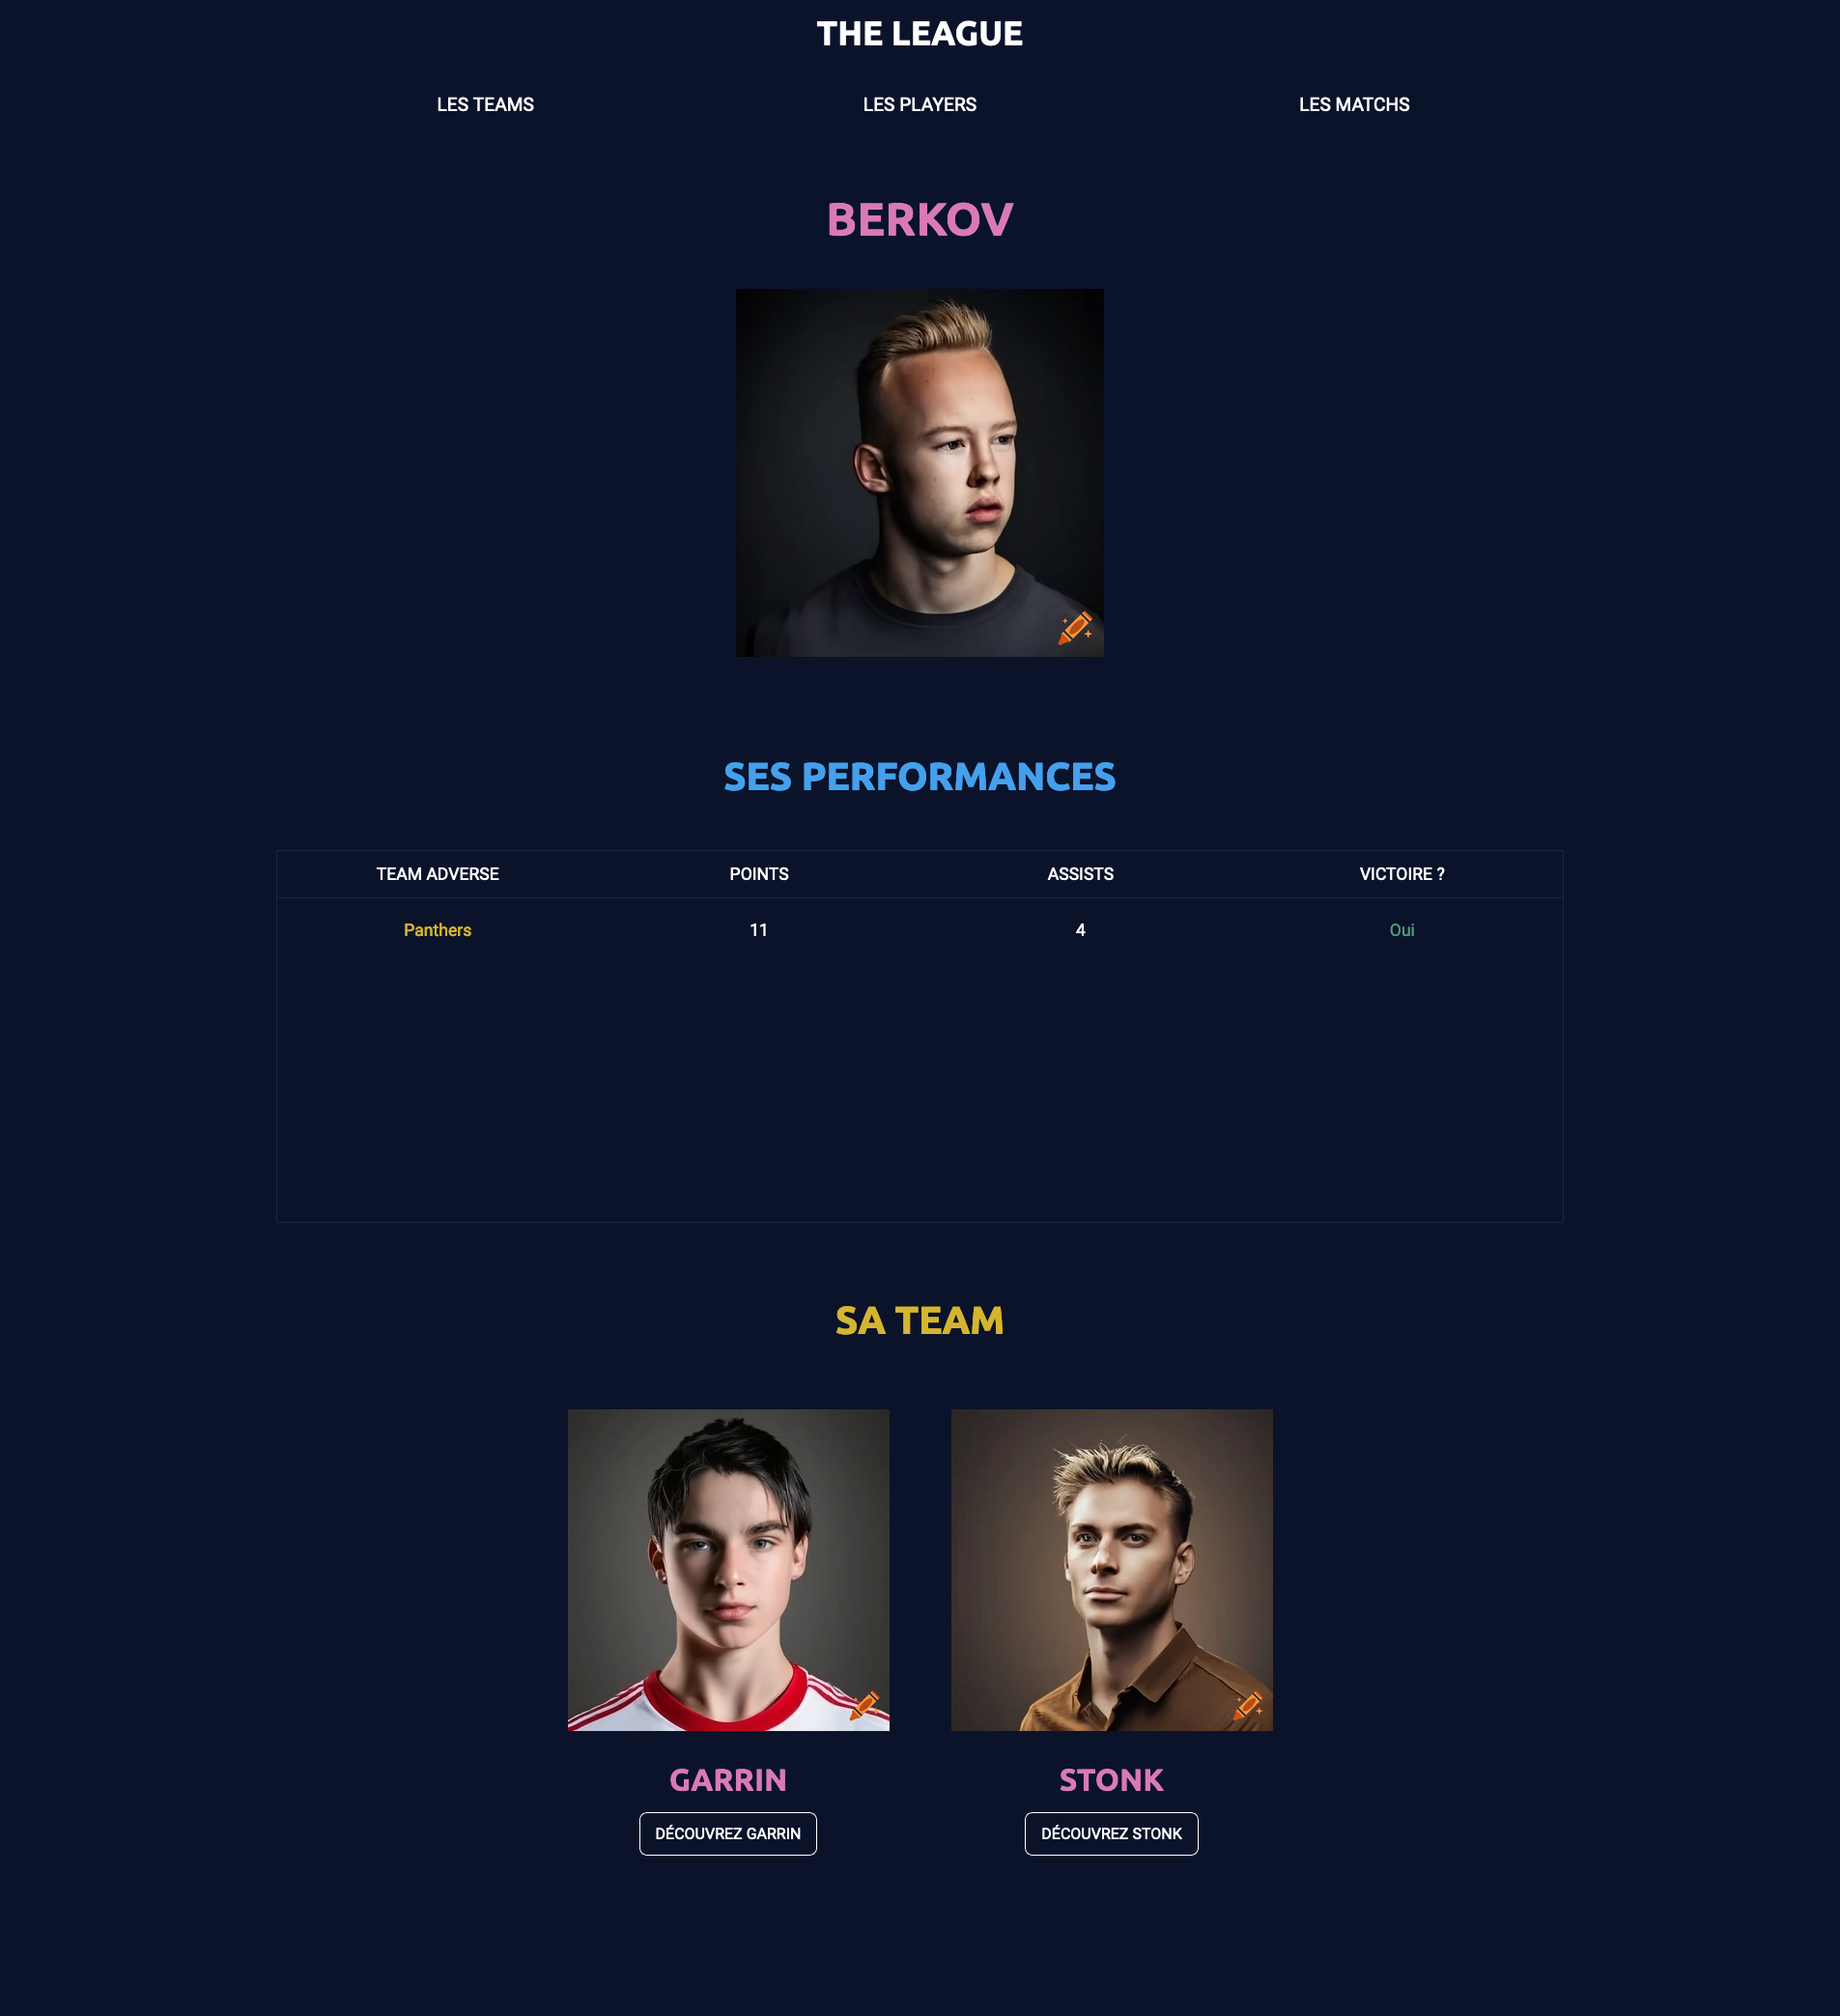 THE LEAGUE
LES TEAMS LES PLAYERS LES MATCHS
BERKOV
SES PERFORMANCES
TEAM ADVERSE POINTS ASSISTS VICTOIRE ?
Panthers 11 4 Oui
SA TEAM
GARRIN STONK
DÉCOUVREZ GARRIN DÉCOUVREZ STONK